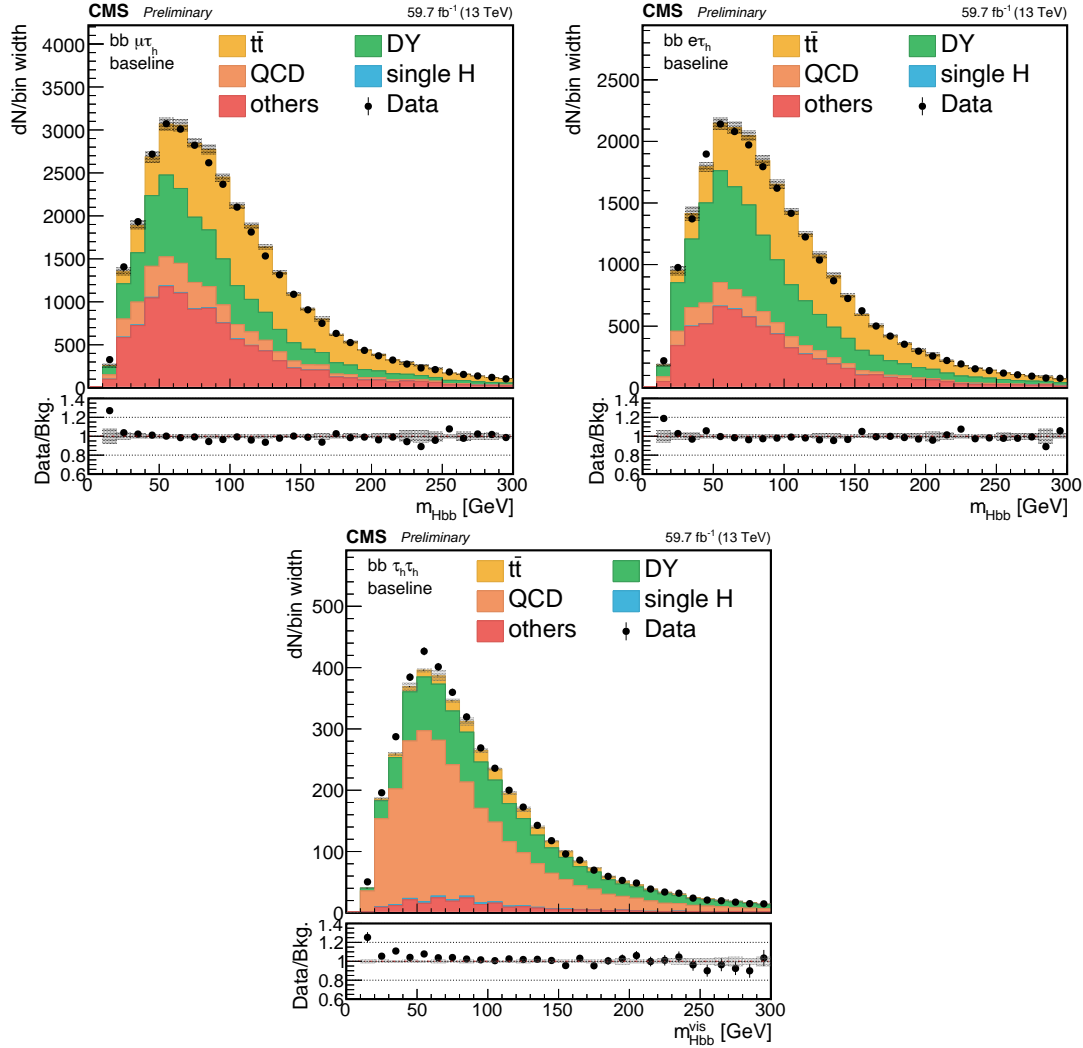 CMS Preliminary 59.7 fb⁻¹ (13 TeV)
dN/bin width
bb μτ_h
baseline
tt̄ DY
QCD single H
others Data
4000
3500
3000
2500
2000
1500
1000
500
0
Data/Bkg.
1.4
1.2
1
0.8
0.6
0 50 100 150 200 250 300
m_Hbb [GeV]
CMS Preliminary 59.7 fb⁻¹ (13 TeV)
dN/bin width
bb eτ_h
baseline
tt̄ DY
QCD single H
others Data
2500
2000
1500
1000
500
0
Data/Bkg.
1.4
1.2
1
0.8
0.6
0 50 100 150 200 250 300
m_Hbb [GeV]
CMS Preliminary 59.7 fb⁻¹ (13 TeV)
dN/bin width
bb τ_hτ_h
baseline
tt̄ DY
QCD single H
others Data
500
400
300
200
100
0
Data/Bkg.
1.4
1.2
1
0.8
0.6
0 50 100 150 200 250 300
m_Hbb^vis [GeV]